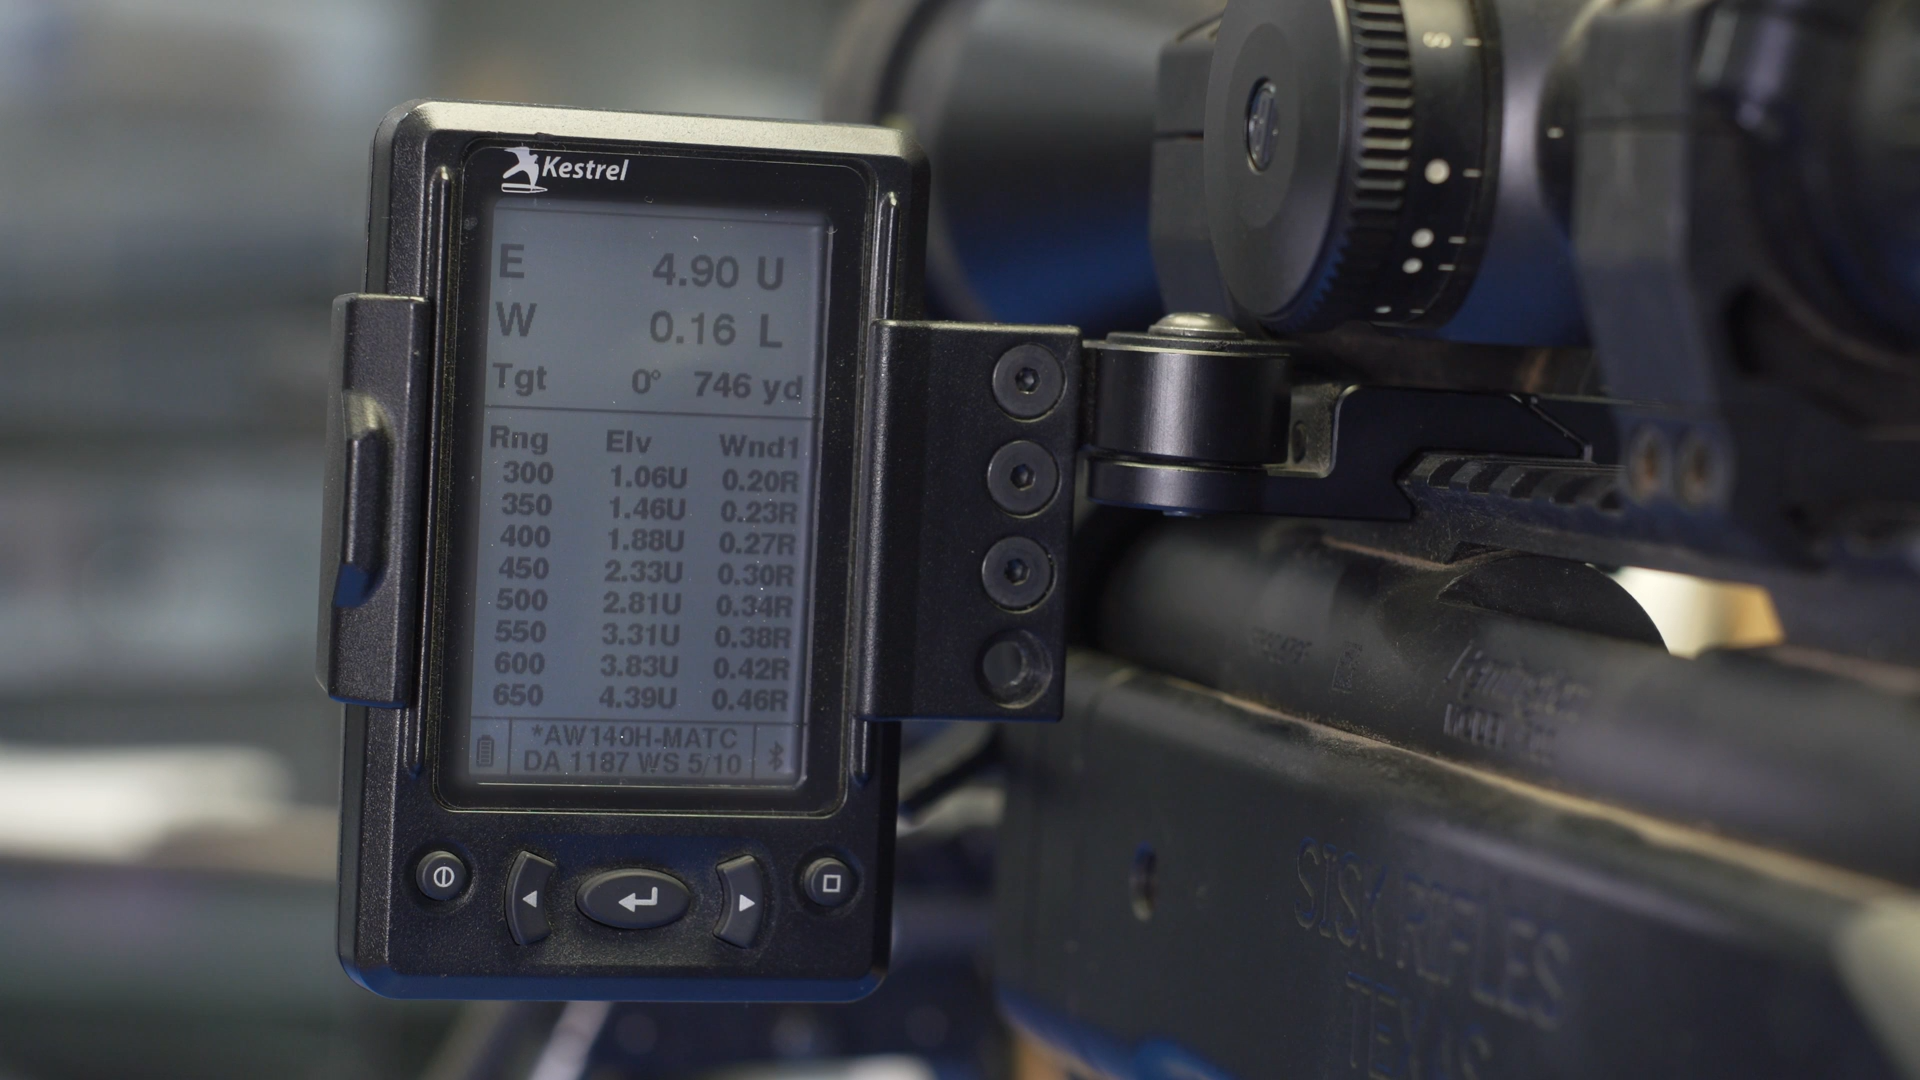 Kestrel
E 4.90 U
W 0.16 L
Tgt 0° 746 yd
Rng Elv Wnd1
300 1.06U 0.20R
350 1.46U 0.23R
400 1.88U 0.27R
450 2.33U 0.30R
500 2.81U 0.34R
550 3.31U 0.38R
600 3.83U 0.42R
650 4.39U 0.46R
*AW140H-MATC
DA 1187 WS 5/10
Remington
MODEL
SISK RIFLES
TEXAS